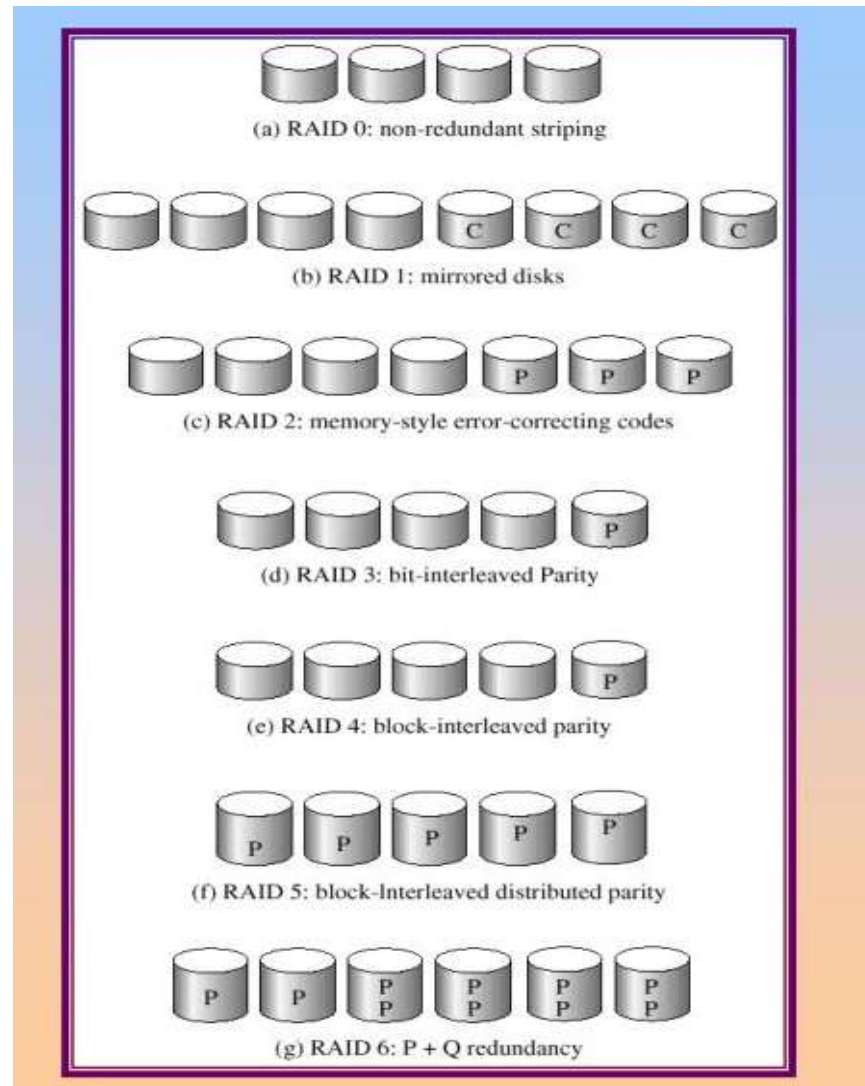 (a) RAID 0: non-redundant striping
C C C C
(b) RAID 1: mirrored disks
P P P
(c) RAID 2: memory-style error-correcting codes
P
(d) RAID 3: bit-interleaved Parity
P
(e) RAID 4: block-interleaved parity
P P P P P
(f) RAID 5: block-Interleaved distributed parity
P P P P P P
P P P P
(g) RAID 6: P + Q redundancy